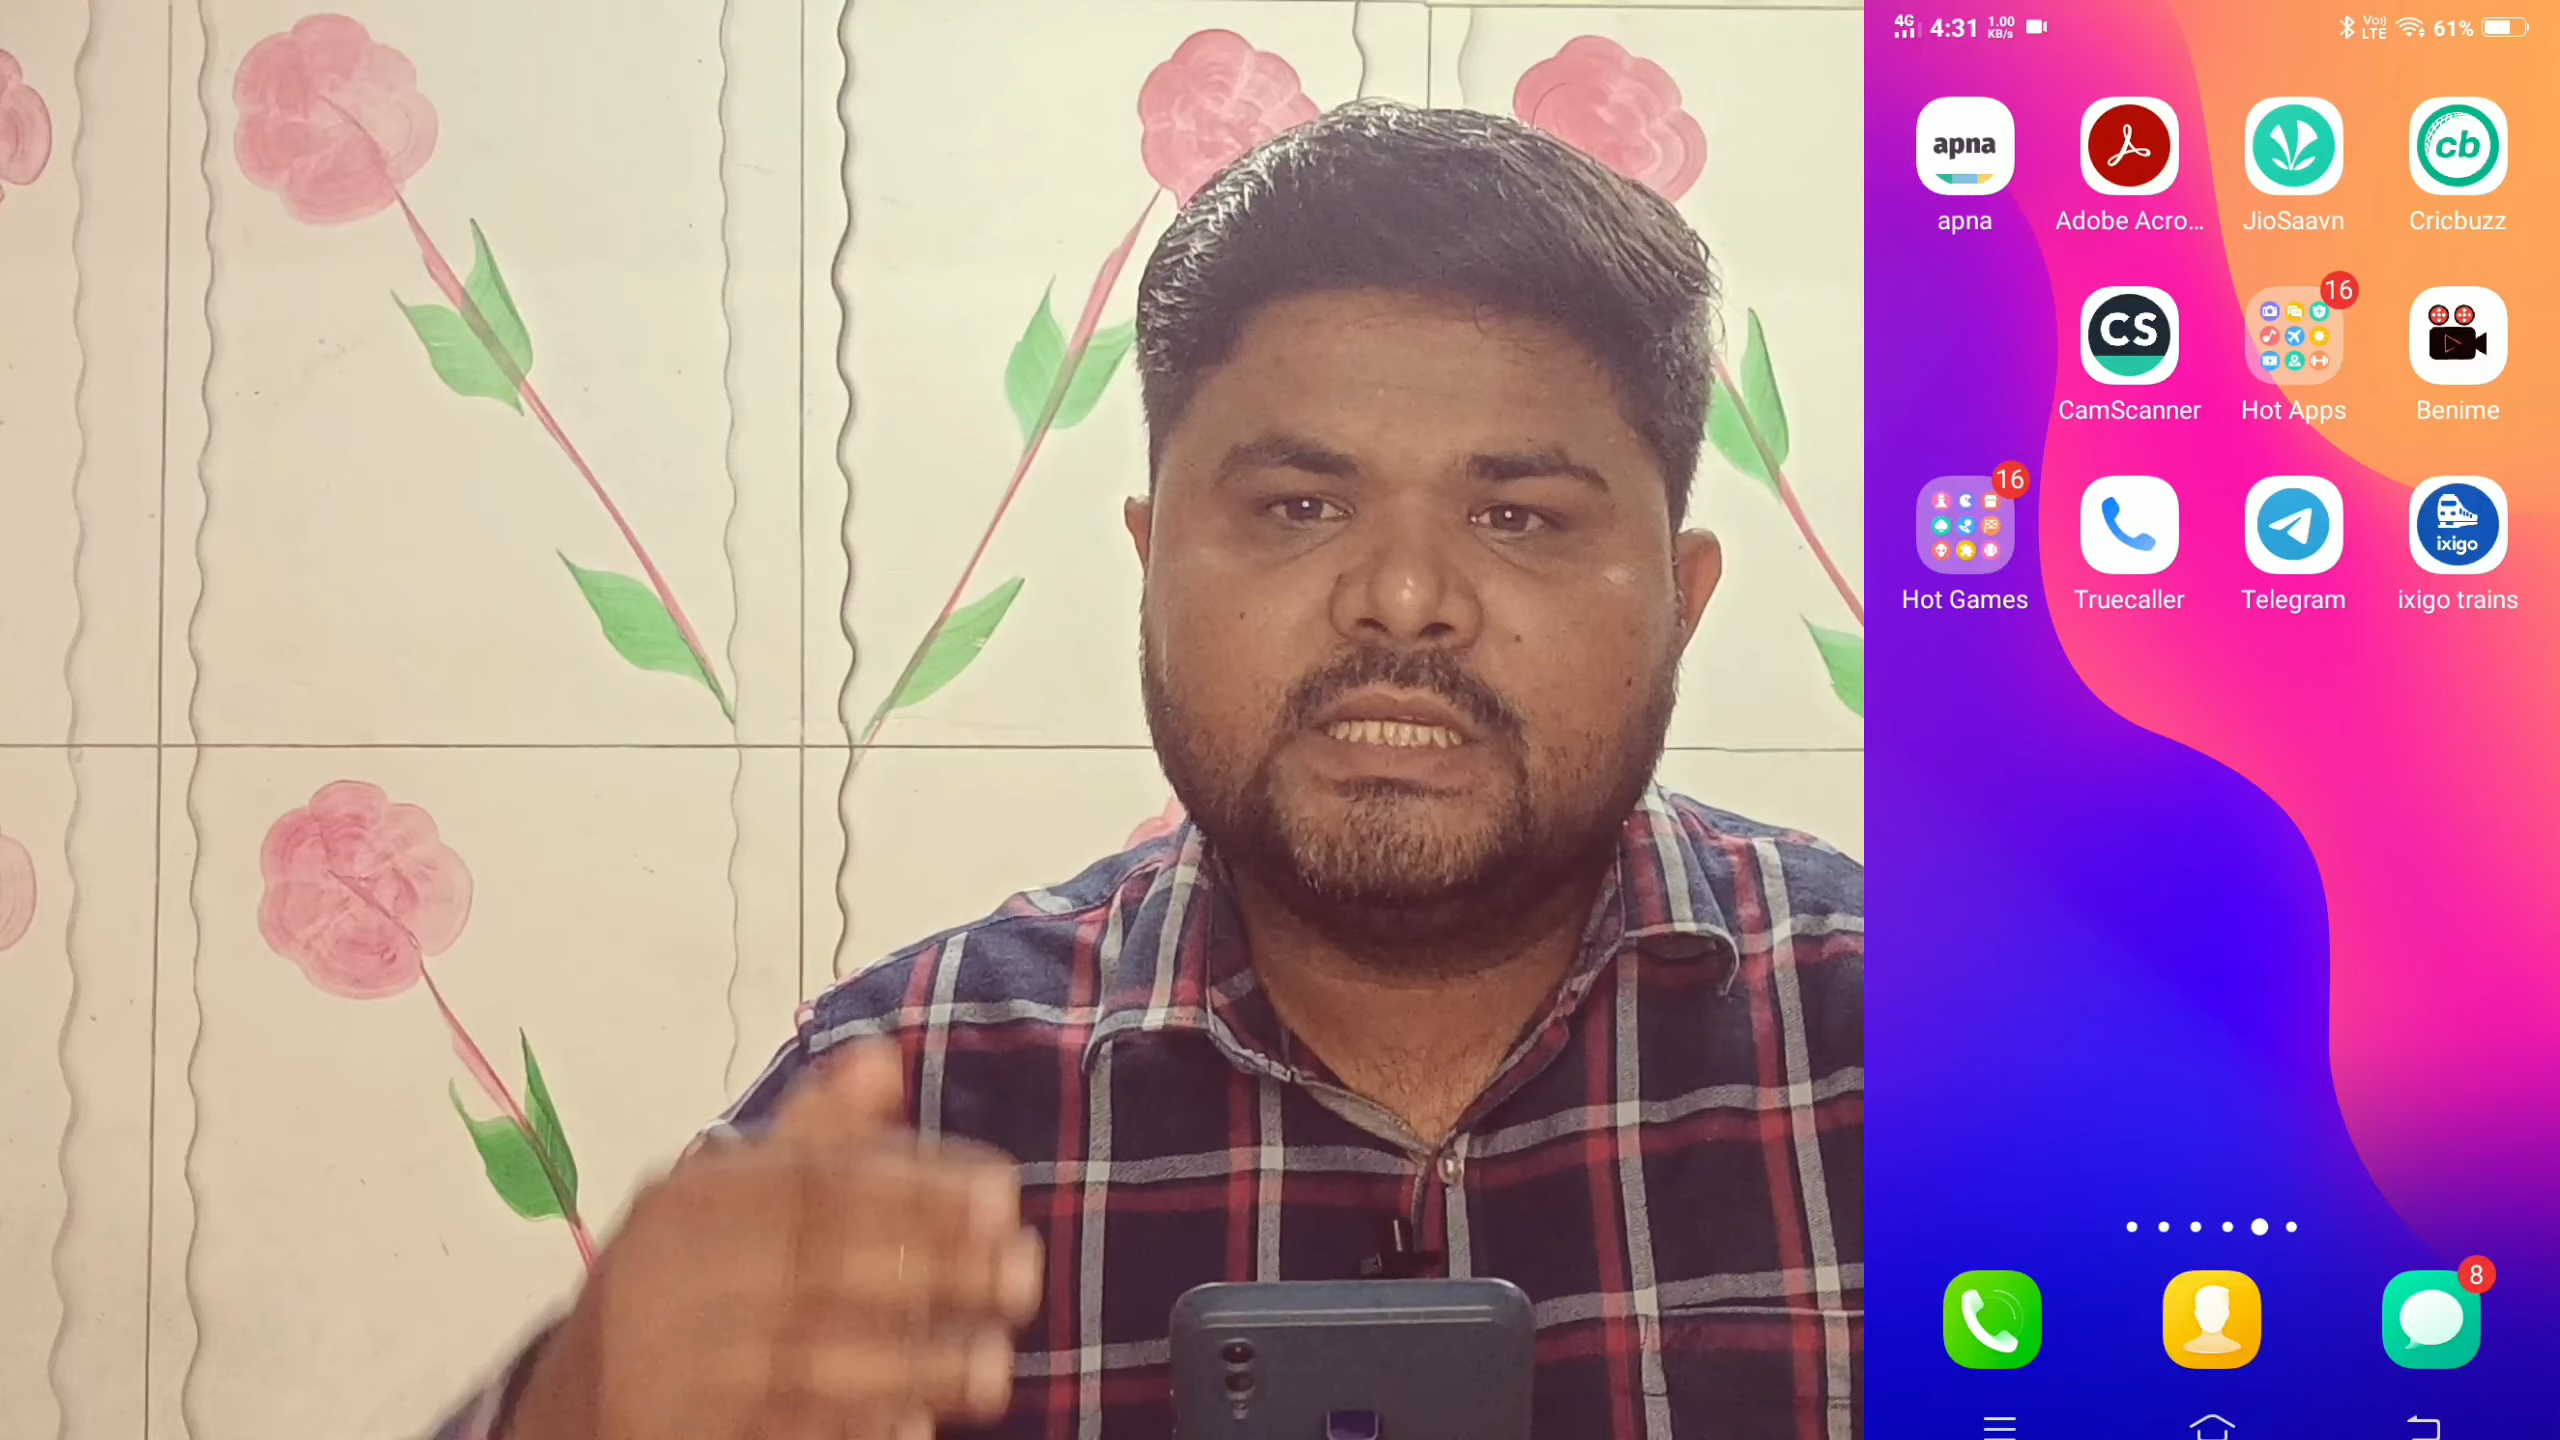 4G 4:31 1.00 KB/s Vo)) LTE 61%
apna cb
apna Adobe Acro... JioSaavn Cricbuzz
16
CS
CamScanner Hot Apps Benime
16
ixigo
Hot Games Truecaller Telegram ixigo trains
8